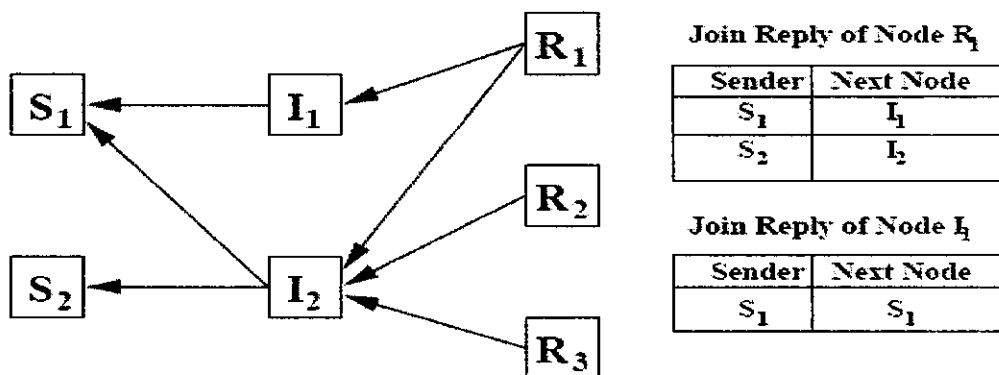 S₁
I₁
R₁
R₂
S₂
I₂
R₃
Join Reply of Node R₁
Sender Next Node
S₁ I₁
S₂ I₂
Join Reply of Node I₁
Sender Next Node
S₁ S₁